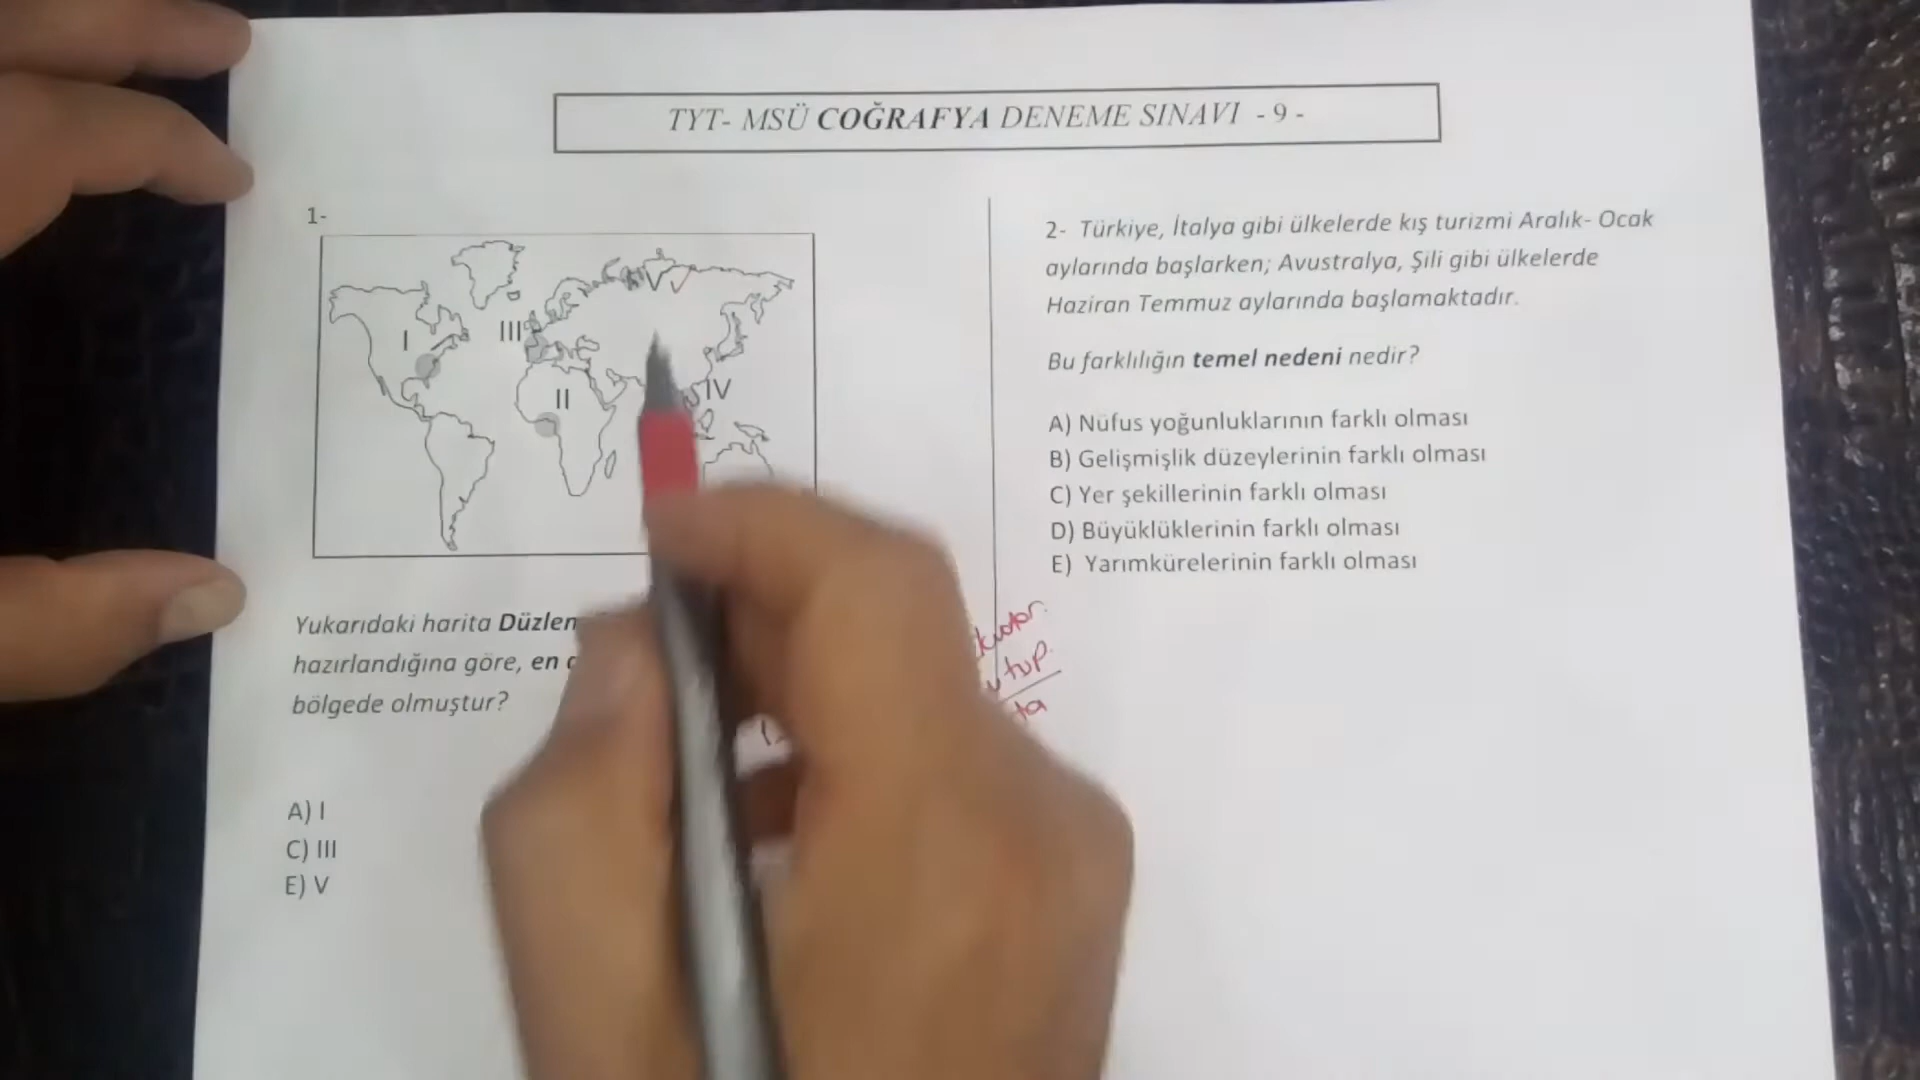 TYT- MSÜ COĞRAFYA DENEME SINAVI - 9 -
1-
I
II
III
IV
V
Yukarıdaki harita
hazırlandığına göre, en
bölgede olmuştur?
A) I
C) III
E) V
tup.
ta
2- Türkiye, İtalya gibi ülkelerde kış turizmi Aralık- Ocak
aylarında başlarken; Avustralya, Şili gibi ülkelerde
Haziran Temmuz aylarında başlamaktadır.
Bu farklılığın temel nedeni nedir?
A) Nüfus yoğunluklarının farklı olması
B) Gelişmişlik düzeylerinin farklı olması
C) Yer şekillerinin farklı olması
D) Büyüklüklerinin farklı olması
E) Yarımkürelerinin farklı olması